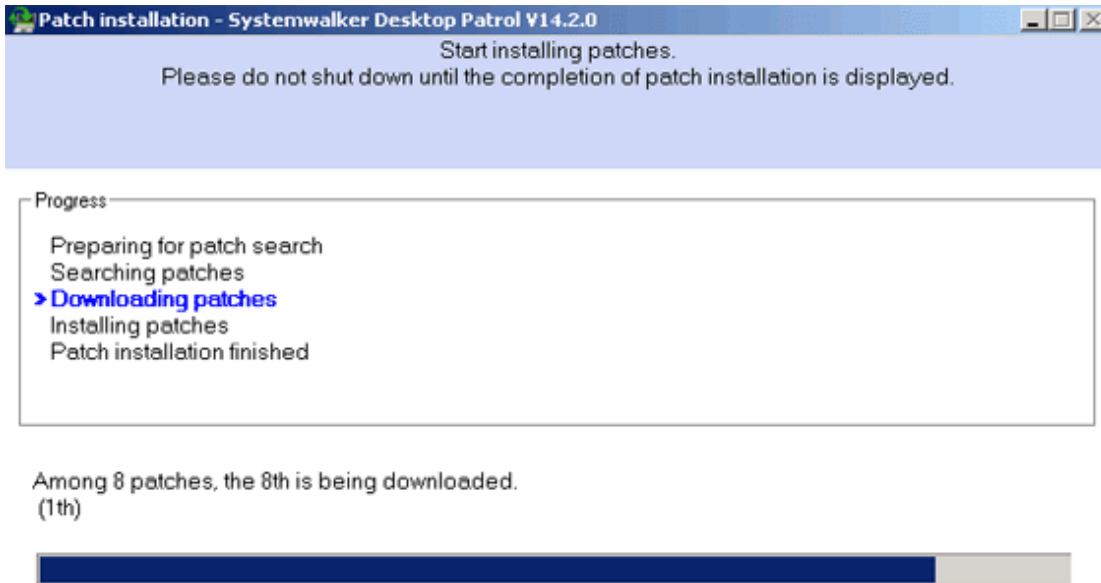 Patch installation - Systemwalker Desktop Patrol V14.2.0
Start installing patches.
Please do not shut down until the completion of patch installation is displayed.
Progress
Preparing for patch search
Searching patches
> Downloading patches
Installing patches
Patch installation finished
Among 8 patches, the 8th is being downloaded.
(1th)